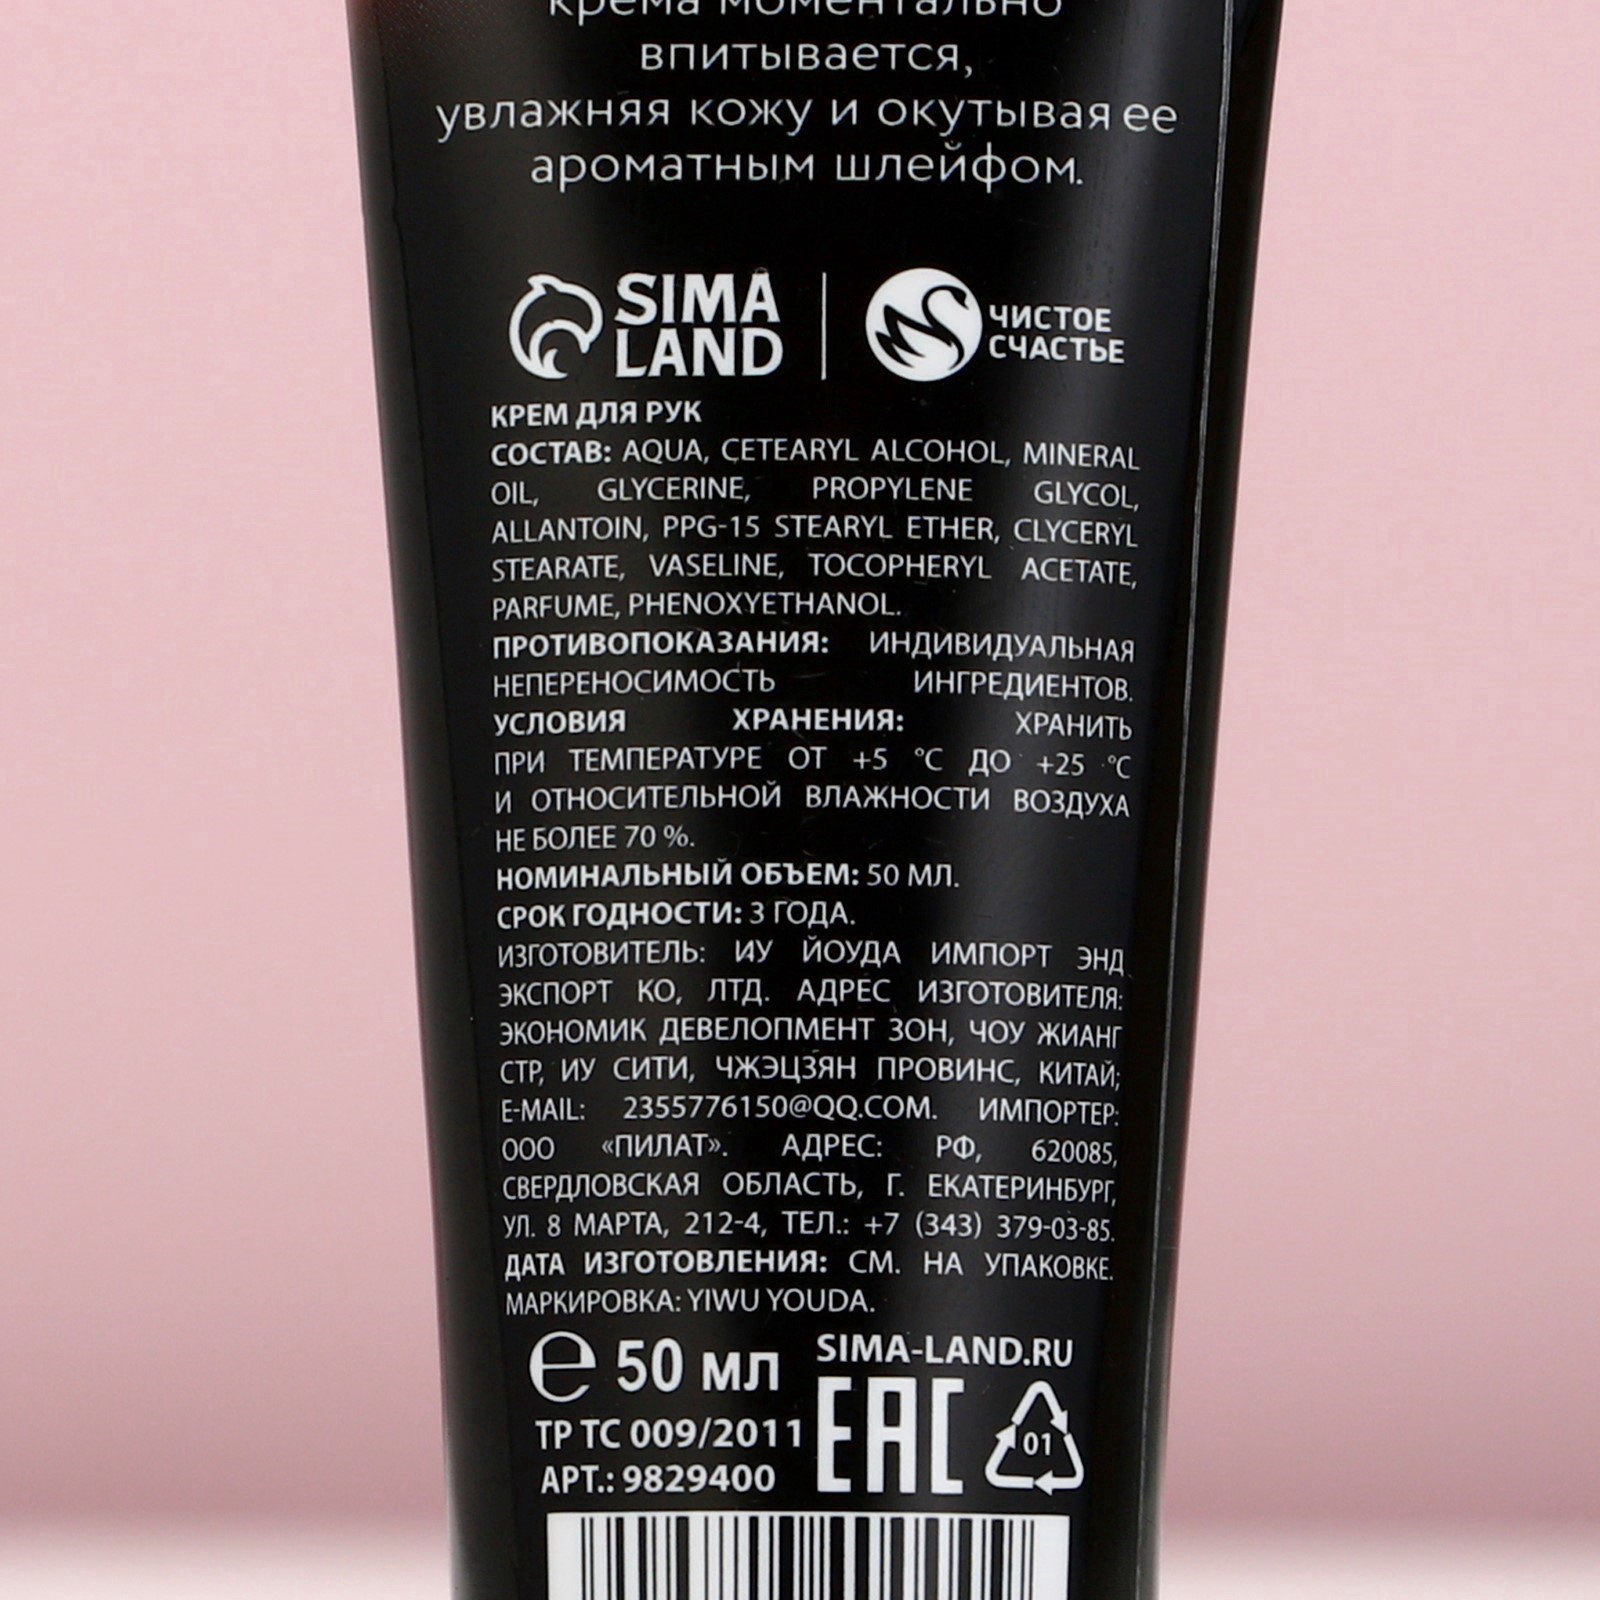 крема моментально
впитывается,
увлажняя кожу и окутывая ее
ароматным шлейфом.
SIMA
LAND
ЧИСТОЕ
СЧАСТЬЕ
КРЕМ ДЛЯ РУК
СОСТАВ: AQUA, CETEARYL ALCOHOL, MINERAL
OIL, GLYCERINE, PROPYLENE GLYCOL,
ALLANTOIN, PPG-15 STEARYL ETHER, CLYCERYL
STEARATE, VASELINE, TOCOPHERYL ACETATE,
PARFUME, PHENOXYETHANOL.
ПРОТИВОПОКАЗАНИЯ: ИНДИВИДУАЛЬНАЯ
НЕПЕРЕНОСИМОСТЬ ИНГРЕДИЕНТОВ.
УСЛОВИЯ ХРАНЕНИЯ: ХРАНИТЬ
ПРИ ТЕМПЕРАТУРЕ ОТ +5 °C ДО +25 °C
И ОТНОСИТЕЛЬНОЙ ВЛАЖНОСТИ ВОЗДУХА
НЕ БОЛЕЕ 70 %.
НОМИНАЛЬНЫЙ ОБЪЕМ: 50 МЛ.
СРОК ГОДНОСТИ: 3 ГОДА.
ИЗГОТОВИТЕЛЬ: ИУ ЙОУДА ИМПОРТ ЭНД
ЭКСПОРТ КО, ЛТД. АДРЕС ИЗГОТОВИТЕЛЯ:
ЭКОНОМИК ДЕВЕЛОПМЕНТ ЗОН, ЧОУ ЖИАНГ
СТР, ИУ СИТИ, ЧЖЭЦЗЯН ПРОВИНС, КИТАЙ;
E-MAIL: 2355776150@QQ.COM. ИМПОРТЕР:
ООО «ПИЛАТ». АДРЕС: РФ, 620085,
СВЕРДЛОВСКАЯ ОБЛАСТЬ, Г. ЕКАТЕРИНБУРГ,
УЛ. 8 МАРТА, 212-4, ТЕЛ.: +7 (343) 379-03-85.
ДАТА ИЗГОТОВЛЕНИЯ: СМ. НА УПАКОВКЕ.
МАРКИРОВКА: YIWU YOUDA.
℮ 50 мл
SIMA-LAND.RU
ТР ТС 009/2011
АРТ.: 9829400
EAC
01